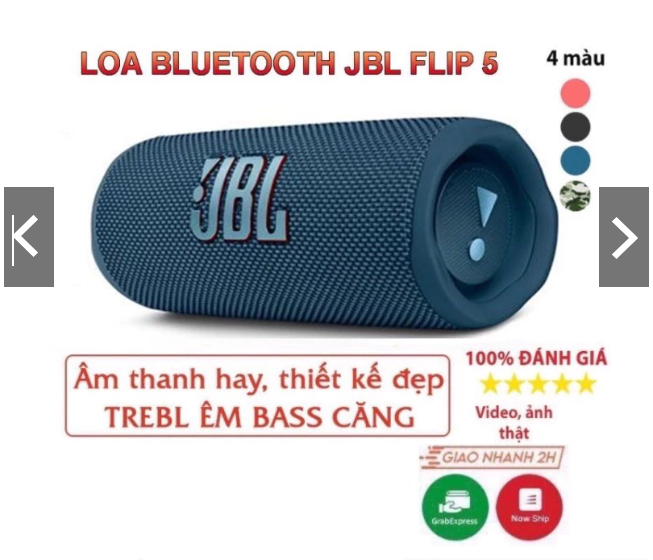 LOA BLUETOOTH JBL FLIP 5
4 màu
JBL
Âm thanh hay, thiết kế đẹp
TREBL ÊM BASS CĂNG
100% ĐÁNH GIÁ
Video, ảnh
thật
GIAO NHANH 2H
GrabExpress
Now Ship